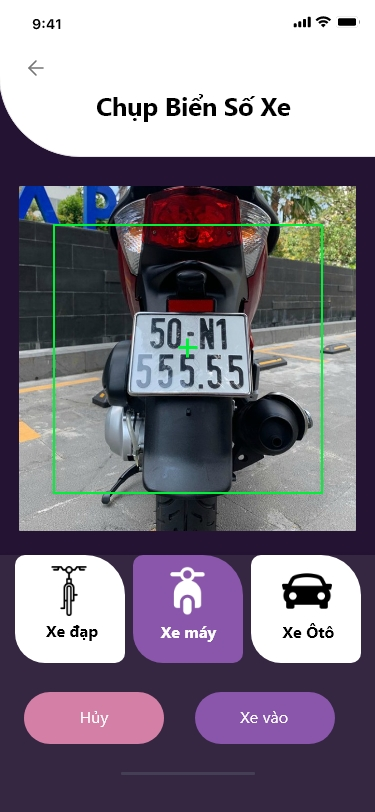 9:41
Chụp Biển Số Xe
AP
50-N1
555.55
Xe đạp
Xe máy
Xe Ôtô
Hủy
Xe vào